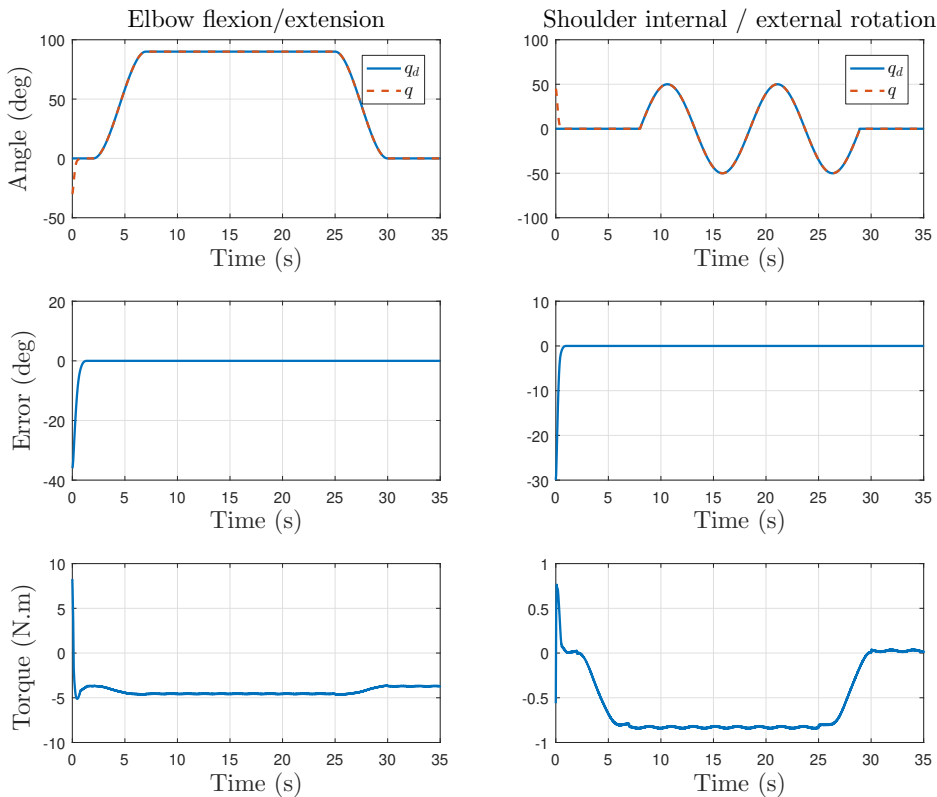 Elbow flexion/extension
Shoulder internal / external rotation
Angle (deg)
100
50
0
-50
0 5 10 15 20 25 30 35
Time (s)
q_d
q
100
50
0
-50
-100
0 5 10 15 20 25 30 35
Time (s)
q_d
q
Error (deg)
20
0
-20
-40
0 5 10 15 20 25 30 35
Time (s)
10
0
-10
-20
-30
0 5 10 15 20 25 30 35
Time (s)
Torque (N.m)
10
5
0
-5
-10
0 5 10 15 20 25 30 35
Time (s)
1
0.5
0
-0.5
-1
0 5 10 15 20 25 30 35
Time (s)